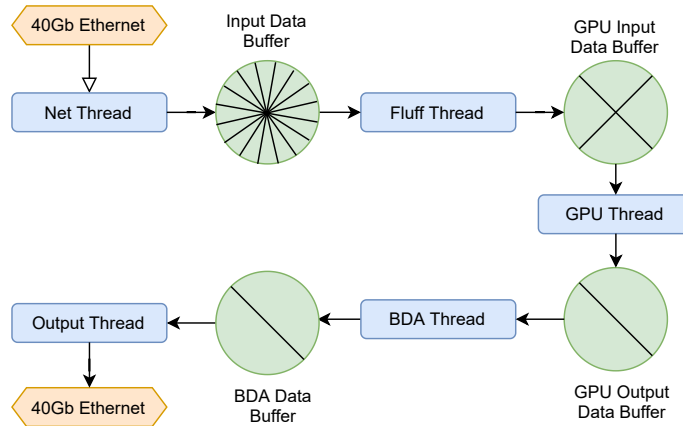 40Gb Ethernet
Input Data
Buffer
GPU Input
Data Buffer
Net Thread
Fluff Thread
GPU Thread
Output Thread
BDA Thread
40Gb Ethernet
BDA Data
Buffer
GPU Output
Data Buffer